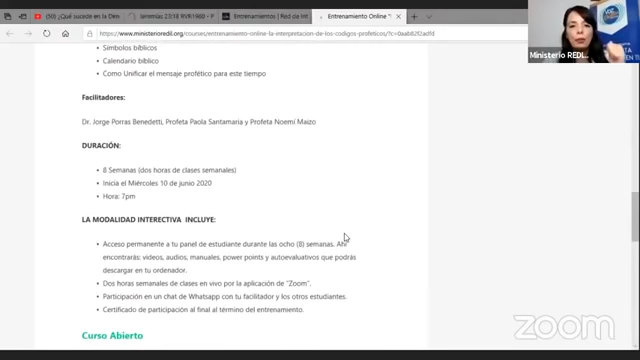 (50) ¿Qué sucede en la Dim
Jeremías 23:18 RVR1960 -
Entrenamientos | Red de Int
Entrenamiento Online "
https://www.ministerioredil.org/courses/entrenamiento-online-la-interpretacion-de-los-codigos-profeticos/?c=0aab82f2adfd
Ministerio REDI...
Símbolos bíblicos
Calendario bíblico
Como Unificar el mensaje profético para este tiempo
Facilitadores:
Dr. Jorge Porras Benedetti, Profeta Paola Santamaria y Profeta Noemí Maizo
DURACIÓN:
8 Semanas (dos horas de clases semanales)
Inicia el Miércoles 10 de junio 2020
Hora: 7pm
LA MODALIDAD INTERECTIVA INCLUYE:
Acceso permanente a tu panel de estudiante durante las ocho (8) semanas. Ahí
encontrarás: videos, audios, manuales, power points y autoevaluativos que podrás
descargar en tu ordenador.
Dos horas semanales de clases en vivo por la aplicación de "Zoom".
Participación en un chat de Whatsapp con tu facilitador y los otros estudiantes.
Certificado de participación al final al término del entrenamiento.
Curso Abierto
zoom